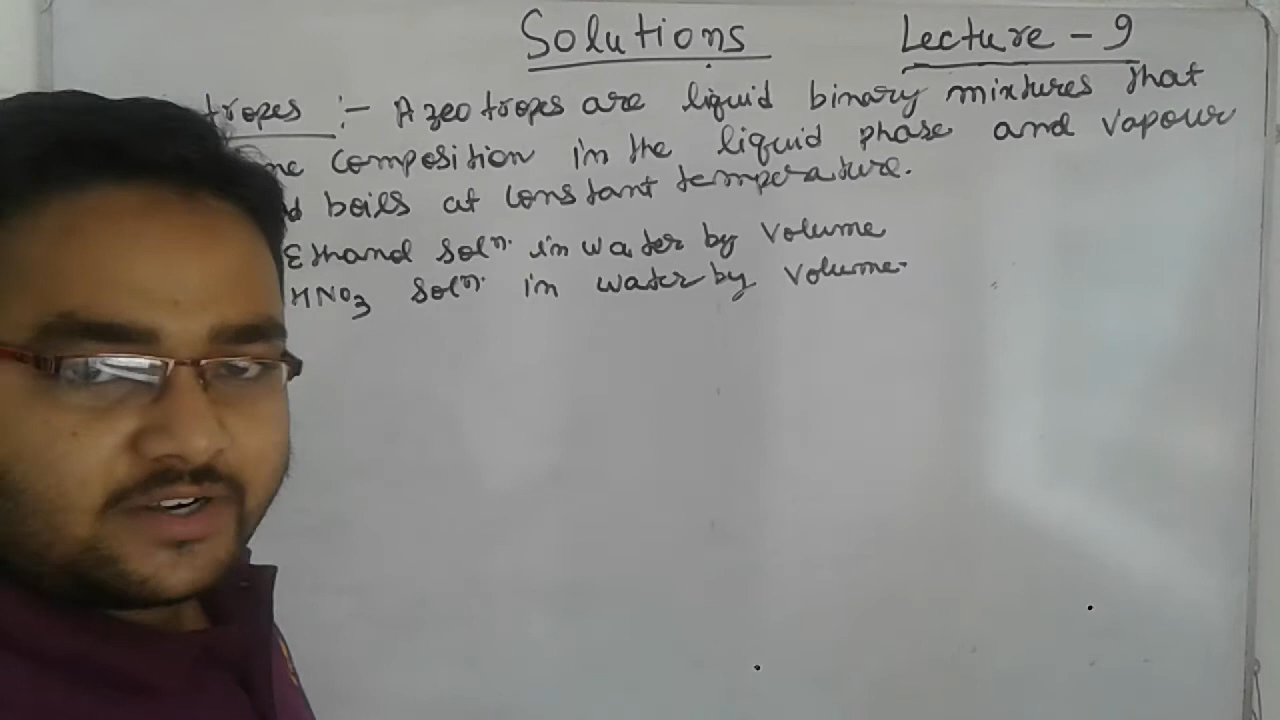 Solutions Lecture - 9
tropes :- Azeotropes are liquid binary mixtures that
composition in the liquid phase and vapour
boils at constant temperature.
Ethanol soln. in water by volume
HNO3 soln. in water by volume.